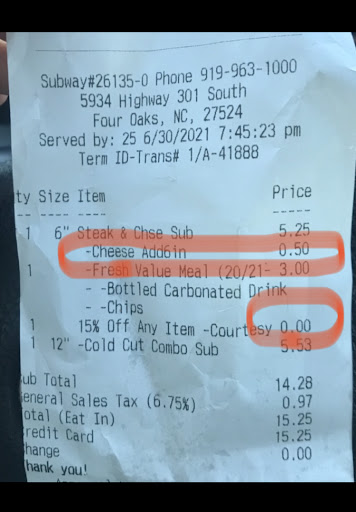 Subway#26135-0 Phone 919-963-1000
5934 Highway 301 South
Four Oaks, NC, 27524
Served by: 25 6/30/2021 7:45:23 pm
Term ID-Trans# 1/A-41888
ty Size Item Price
--- ---- ---- -----
1 6" Steak & Chse Sub 5.25
-Cheese Add6in 0.50
1 -Fresh Value Meal (20/21- 3.00
- -Bottled Carbonated Drink
- -Chips
1 15% Off Any Item -Courtesy 0.00
1 12" -Cold Cut Combo Sub 5.53
ub Total 14.28
eneral Sales Tax (6.75%) 0.97
otal (Eat In) 15.25
redit Card 15.25
hange 0.00
hank you!